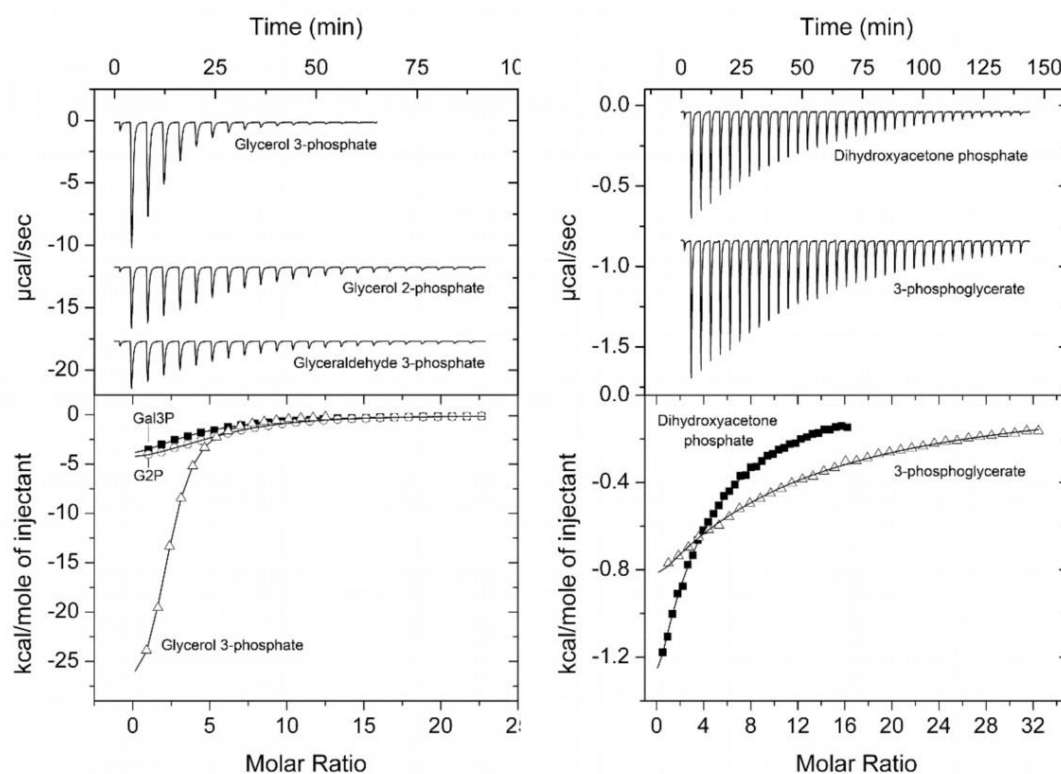 Time (min)
0 25 50 75 10
0
-5
-10
-15
-20
µcal/sec
Glycerol 3-phosphate
Glycerol 2-phosphate
Glyceraldehyde 3-phosphate
0
-5
-10
-15
-20
-25
kcal/mole of injectant
Gal3P
G2P
Glycerol 3-phosphate
0 5 10 15 20 25
Molar Ratio
Time (min)
0 25 50 75 100 125 150
0.0
-0.5
-1.0
-1.5
µcal/sec
Dihydroxyacetone phosphate
3-phosphoglycerate
0.0
-0.4
-0.8
-1.2
kcal/mole of injectant
Dihydroxyacetone
phosphate
3-phosphoglycerate
0 4 8 12 16 20 24 28 32
Molar Ratio